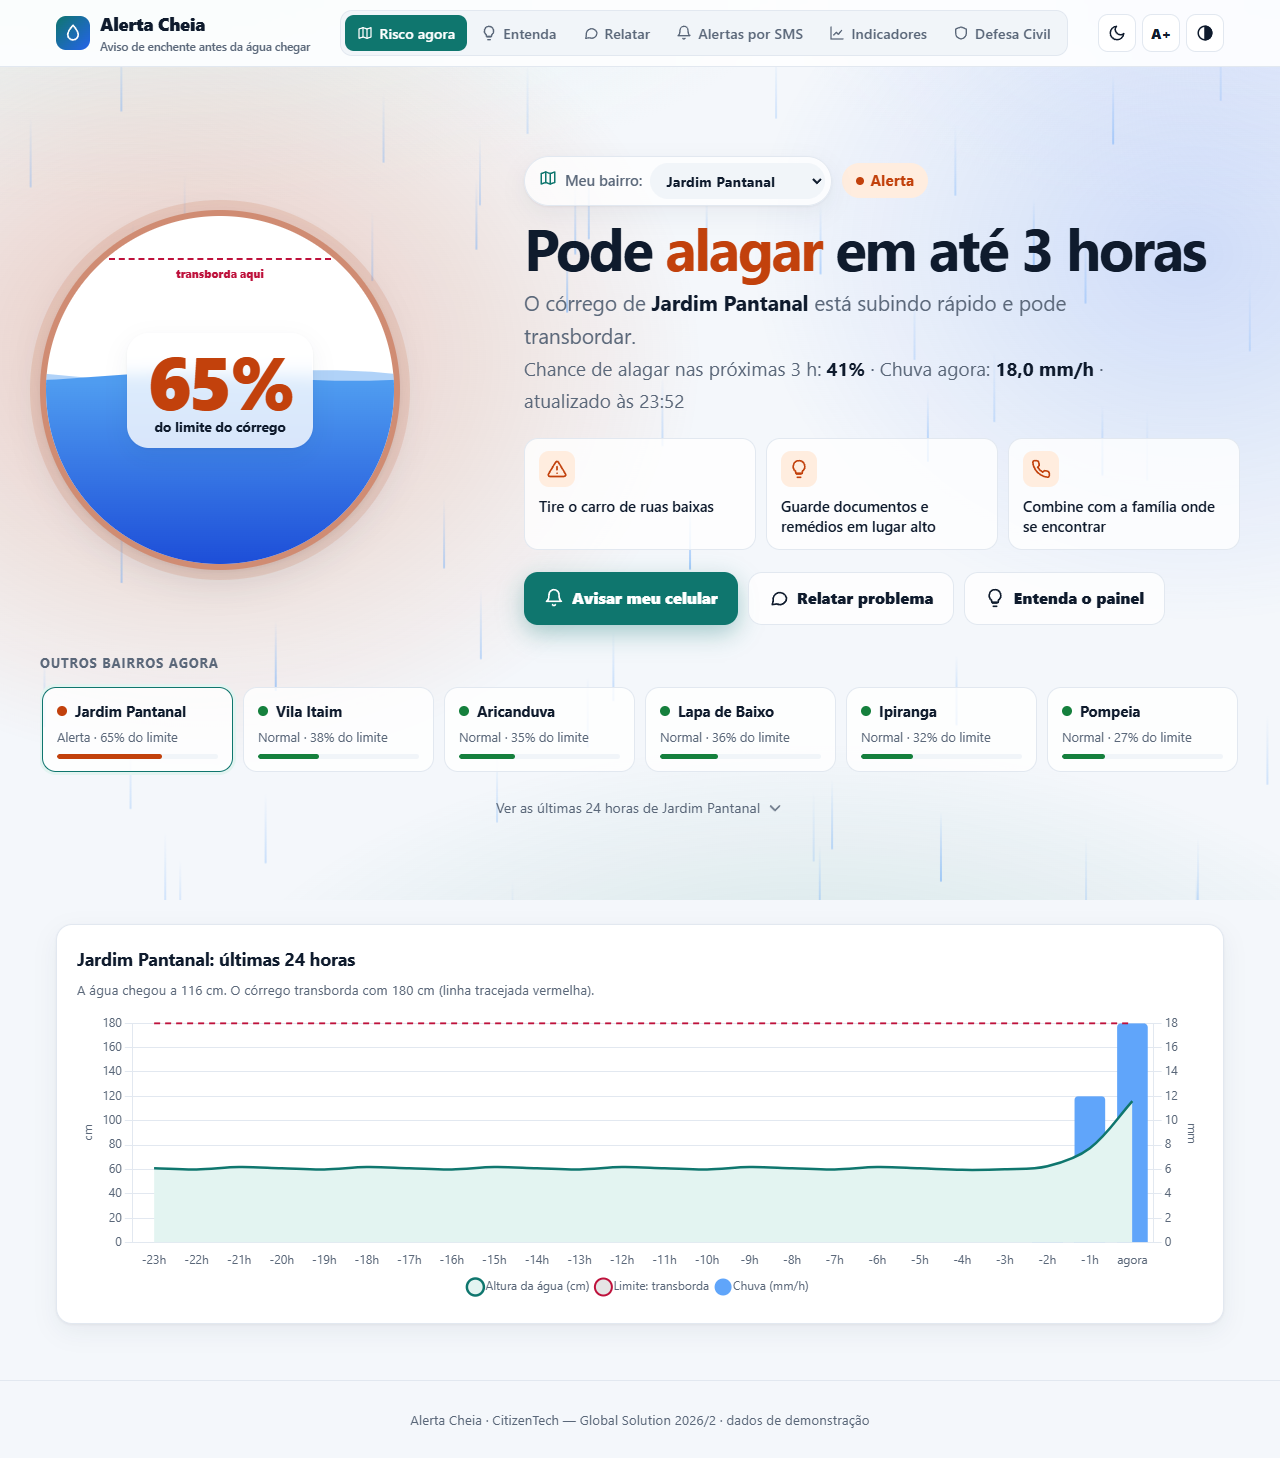 Alerta Cheia
Aviso de enchente antes da água chegar
Risco agora
Entenda
Relatar
Alertas por SMS
Indicadores
Defesa Civil
A+
Meu bairro:
Jardim Pantanal
Alerta
Pode alagar em até 3 horas
O córrego de Jardim Pantanal está subindo rápido e pode
transbordar.
Chance de alagar nas próximas 3 h: 41% · Chuva agora: 18,0 mm/h ·
atualizado às 23:52
transborda aqui
65%
do limite do córrego
Tire o carro de ruas baixas
Guarde documentos e
remédios em lugar alto
Combine com a família onde
se encontrar
Avisar meu celular
Relatar problema
Entenda o painel
OUTROS BAIRROS AGORA
Jardim Pantanal
Alerta · 65% do limite
Vila Itaim
Normal · 38% do limite
Aricanduva
Normal · 35% do limite
Lapa de Baixo
Normal · 36% do limite
Ipiranga
Normal · 32% do limite
Pompeia
Normal · 27% do limite
Ver as últimas 24 horas de Jardim Pantanal
Jardim Pantanal: últimas 24 horas
A água chegou a 116 cm. O córrego transborda com 180 cm (linha tracejada vermelha).
180
160
140
120
100
80
60
40
20
0
cm
18
16
14
12
10
8
6
4
2
0
mm
-23h -22h -21h -20h -19h -18h -17h -16h -15h -14h -13h -12h -11h -10h -9h -8h -7h -6h -5h -4h -3h -2h -1h agora
Altura da água (cm) Limite: transborda Chuva (mm/h)
Alerta Cheia · CitizenTech — Global Solution 2026/2 · dados de demonstração